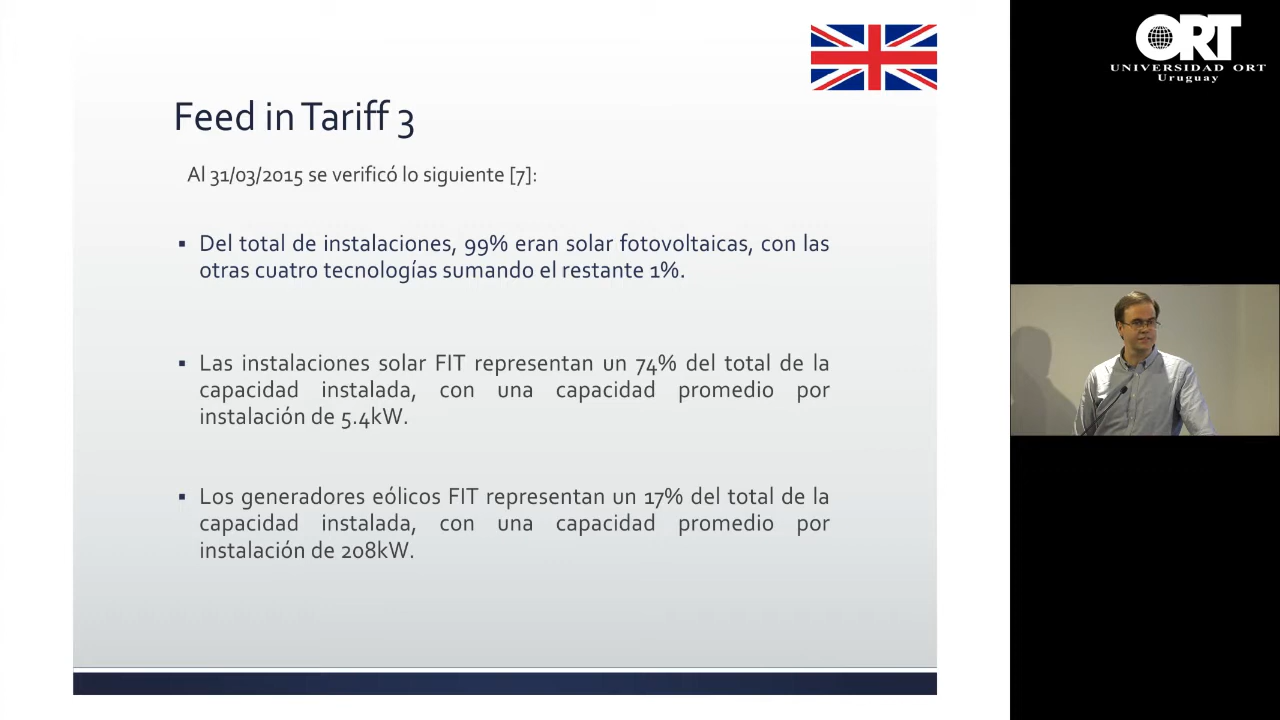 ORT
UNIVERSIDAD ORT
Uruguay
Feed in Tariff 3
Al 31/03/2015 se verificó lo siguiente [7]:
▪ Del total de instalaciones, 99% eran solar fotovoltaicas, con las
otras cuatro tecnologías sumando el restante 1%.
▪ Las instalaciones solar FIT representan un 74% del total de la
capacidad instalada, con una capacidad promedio por
instalación de 5.4kW.
▪ Los generadores eólicos FIT representan un 17% del total de la
capacidad instalada, con una capacidad promedio por
instalación de 208kW.